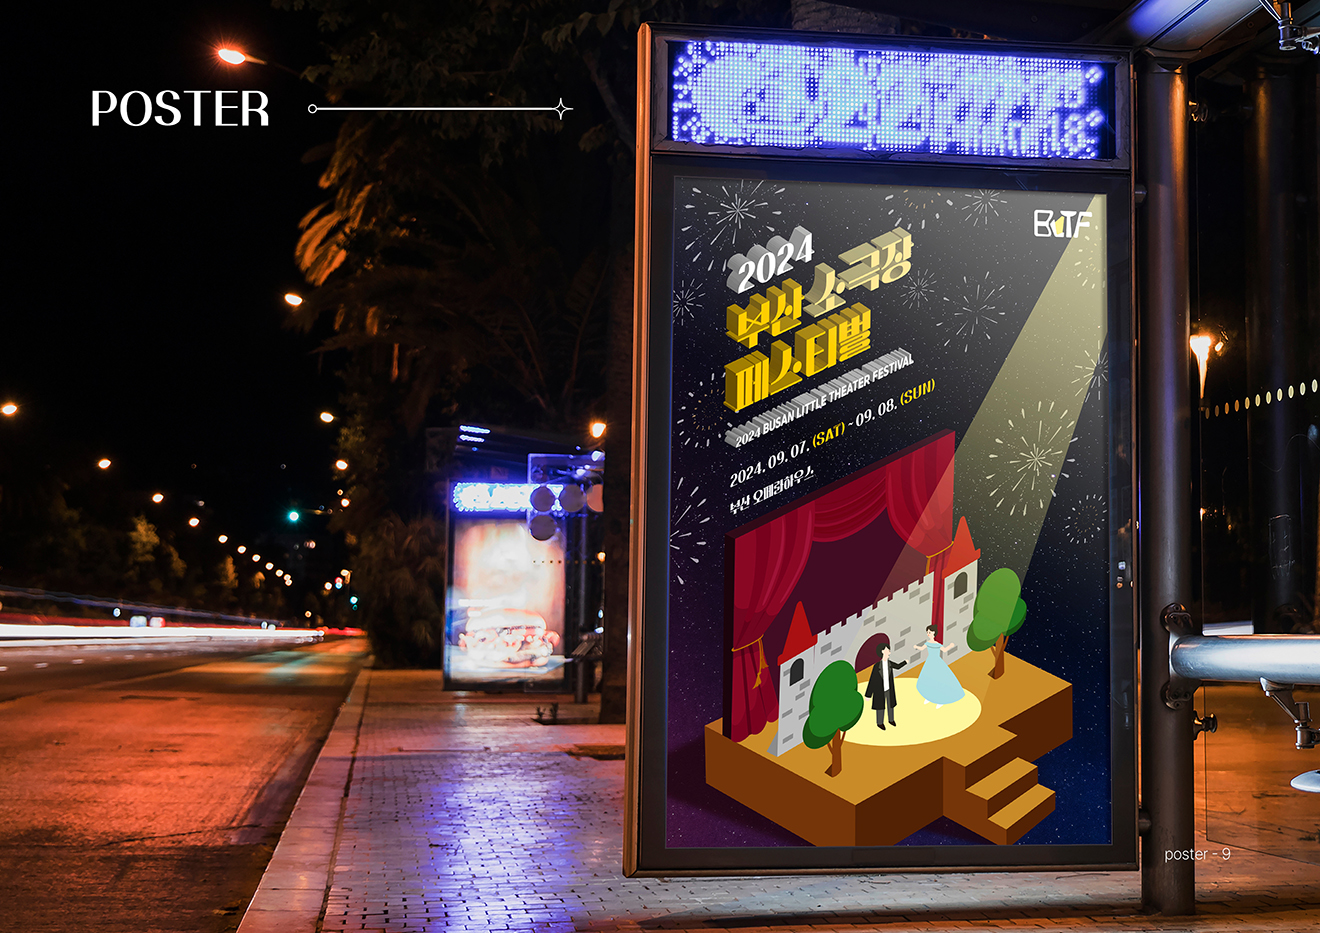 POSTER
BLTF
2024
부산 소극장
페스티벌
2024 BUSAN LITTLE THEATER FESTIVAL
2024. 09. 07. (SAT) ~ 09. 08. (SUN)
부산 오페라하우스
poster - 9